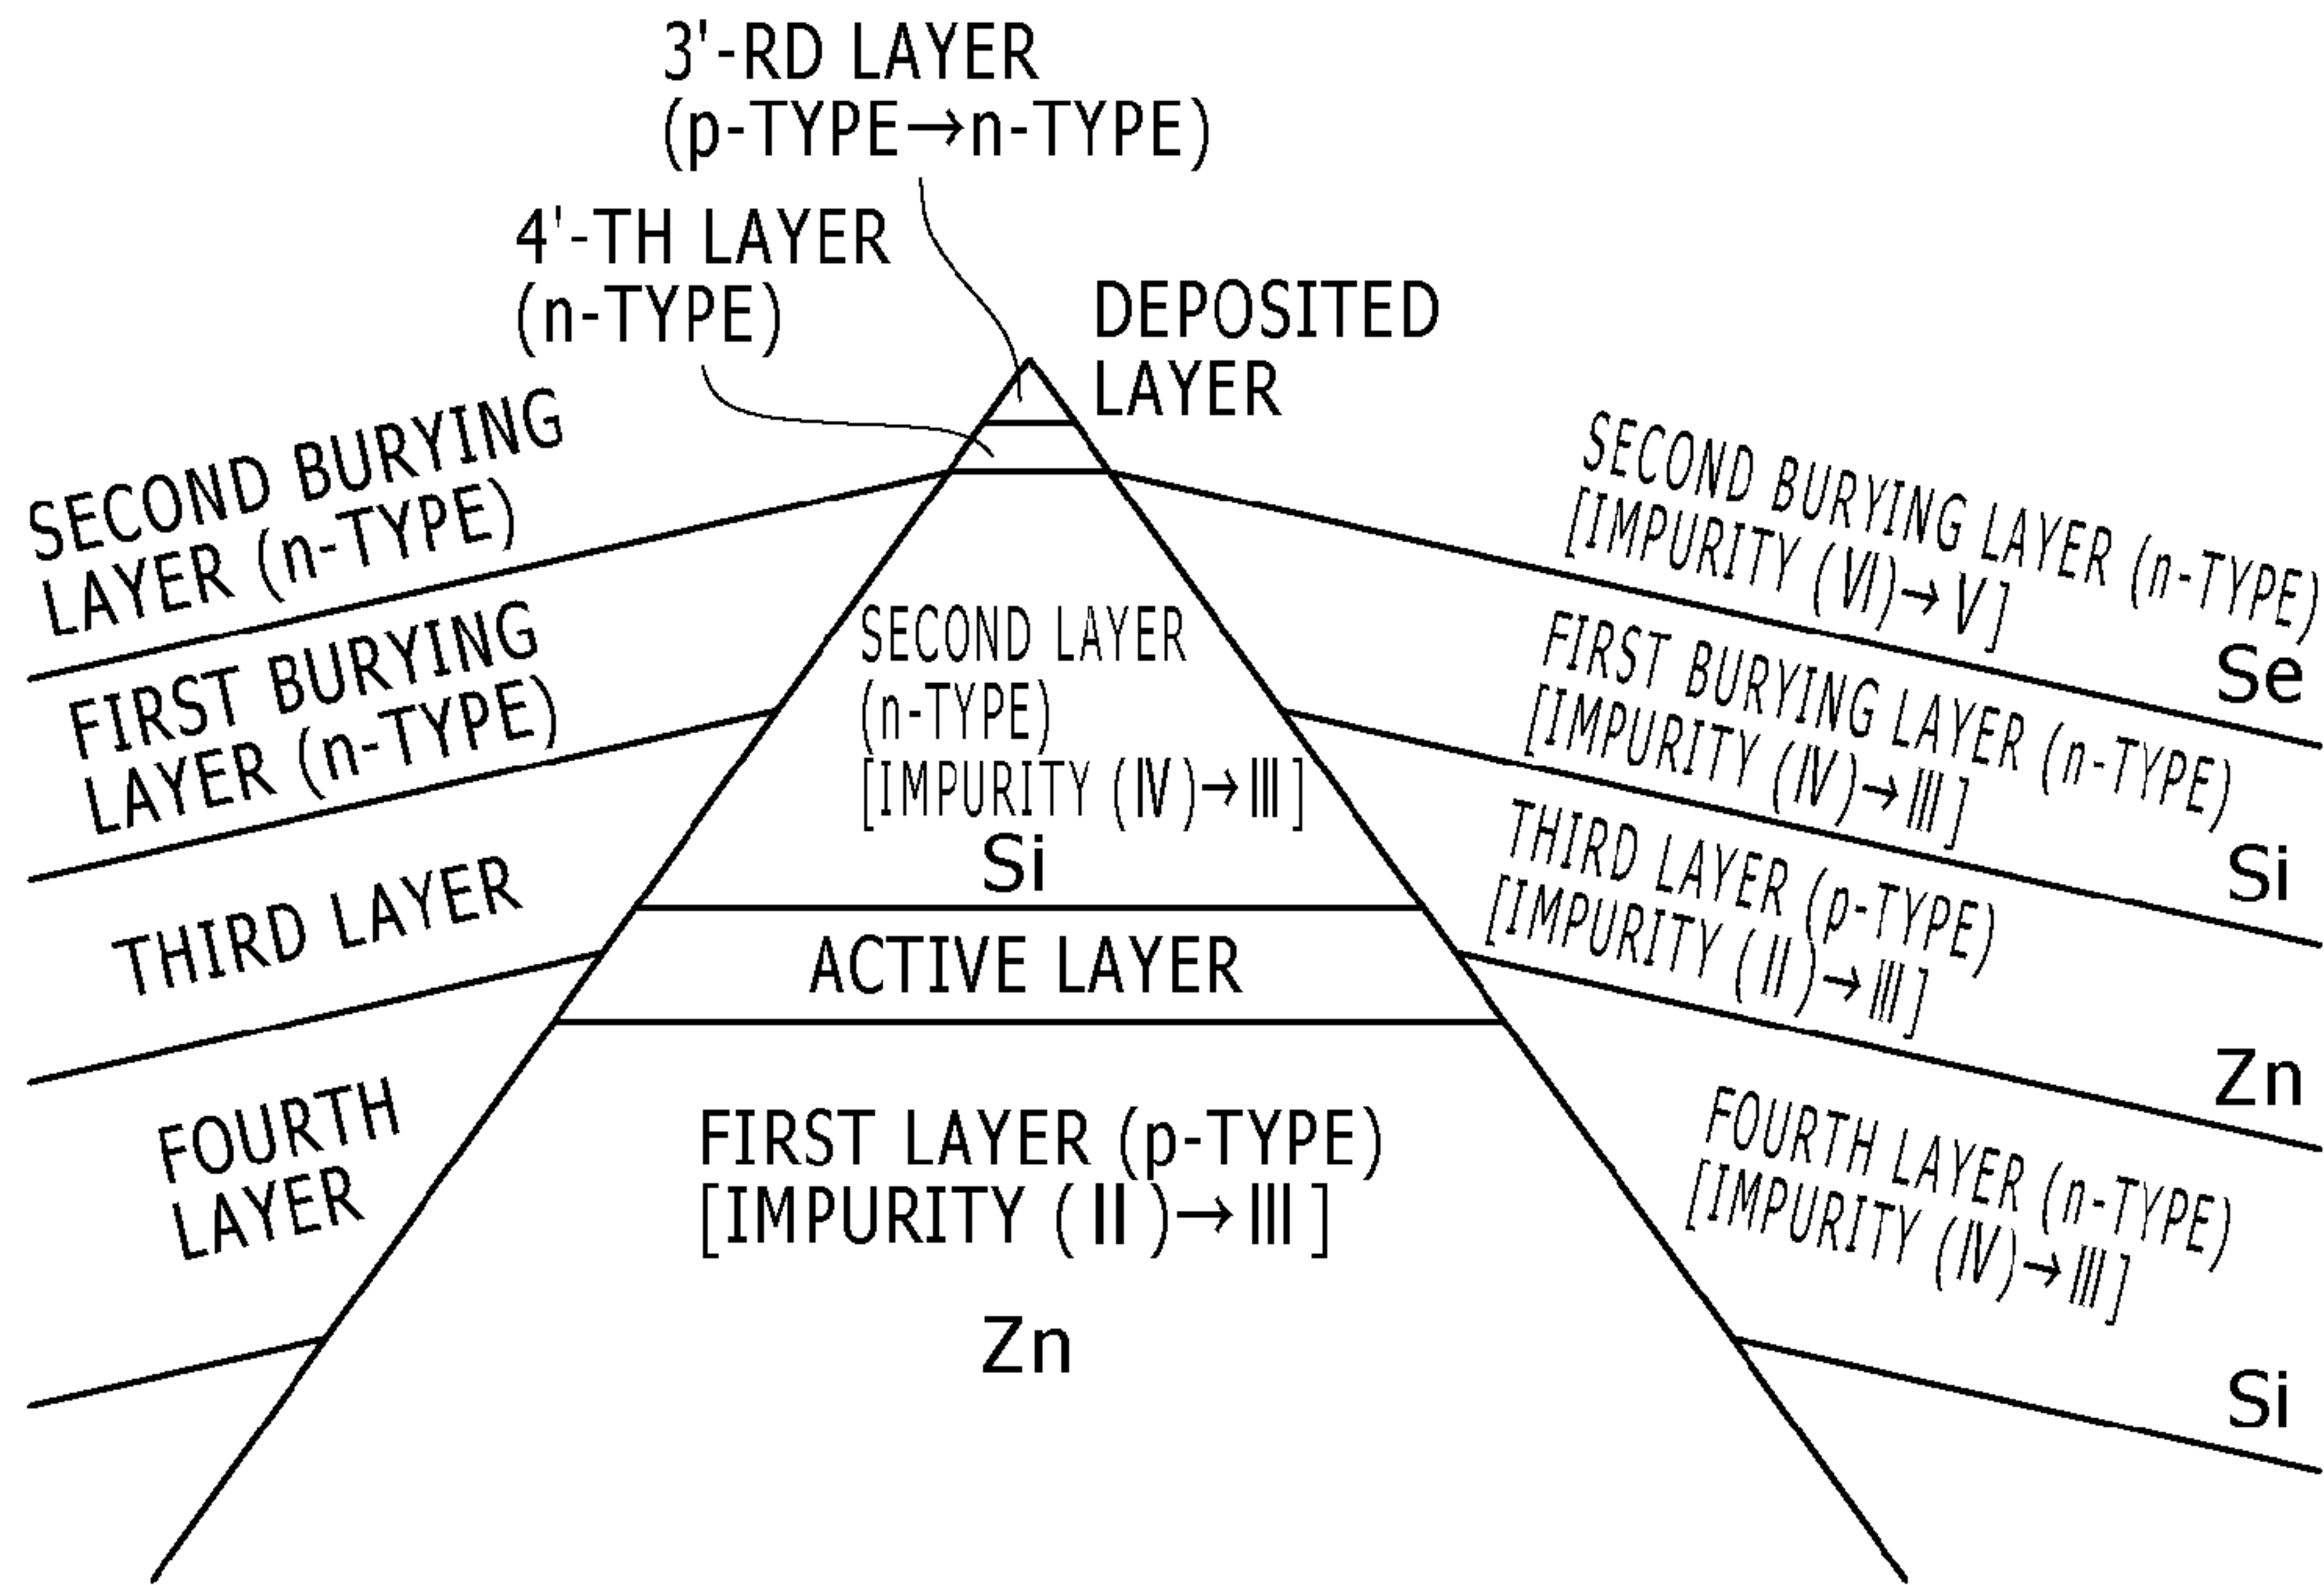 3'-RD LAYER
(p-TYPE→n-TYPE)
4'-TH LAYER
(n-TYPE)
DEPOSITED
LAYER
SECOND BURYING
LAYER (n-TYPE)
FIRST BURYING
LAYER (n-TYPE)
THIRD LAYER
FOURTH
LAYER
SECOND LAYER
(n-TYPE)
[IMPURITY (Ⅳ)→Ⅲ]
Si
ACTIVE LAYER
FIRST LAYER (p-TYPE)
[IMPURITY (Ⅱ)→Ⅲ]
Zn
SECOND BURYING LAYER (n-TYPE)
[IMPURITY (Ⅵ)→Ⅴ]
Se
FIRST BURYING LAYER (n-TYPE)
[IMPURITY (Ⅳ)→Ⅲ]
Si
THIRD LAYER (p-TYPE)
[IMPURITY (Ⅱ)→Ⅲ]
Zn
FOURTH LAYER (n-TYPE)
[IMPURITY (Ⅳ)→Ⅲ]
Si